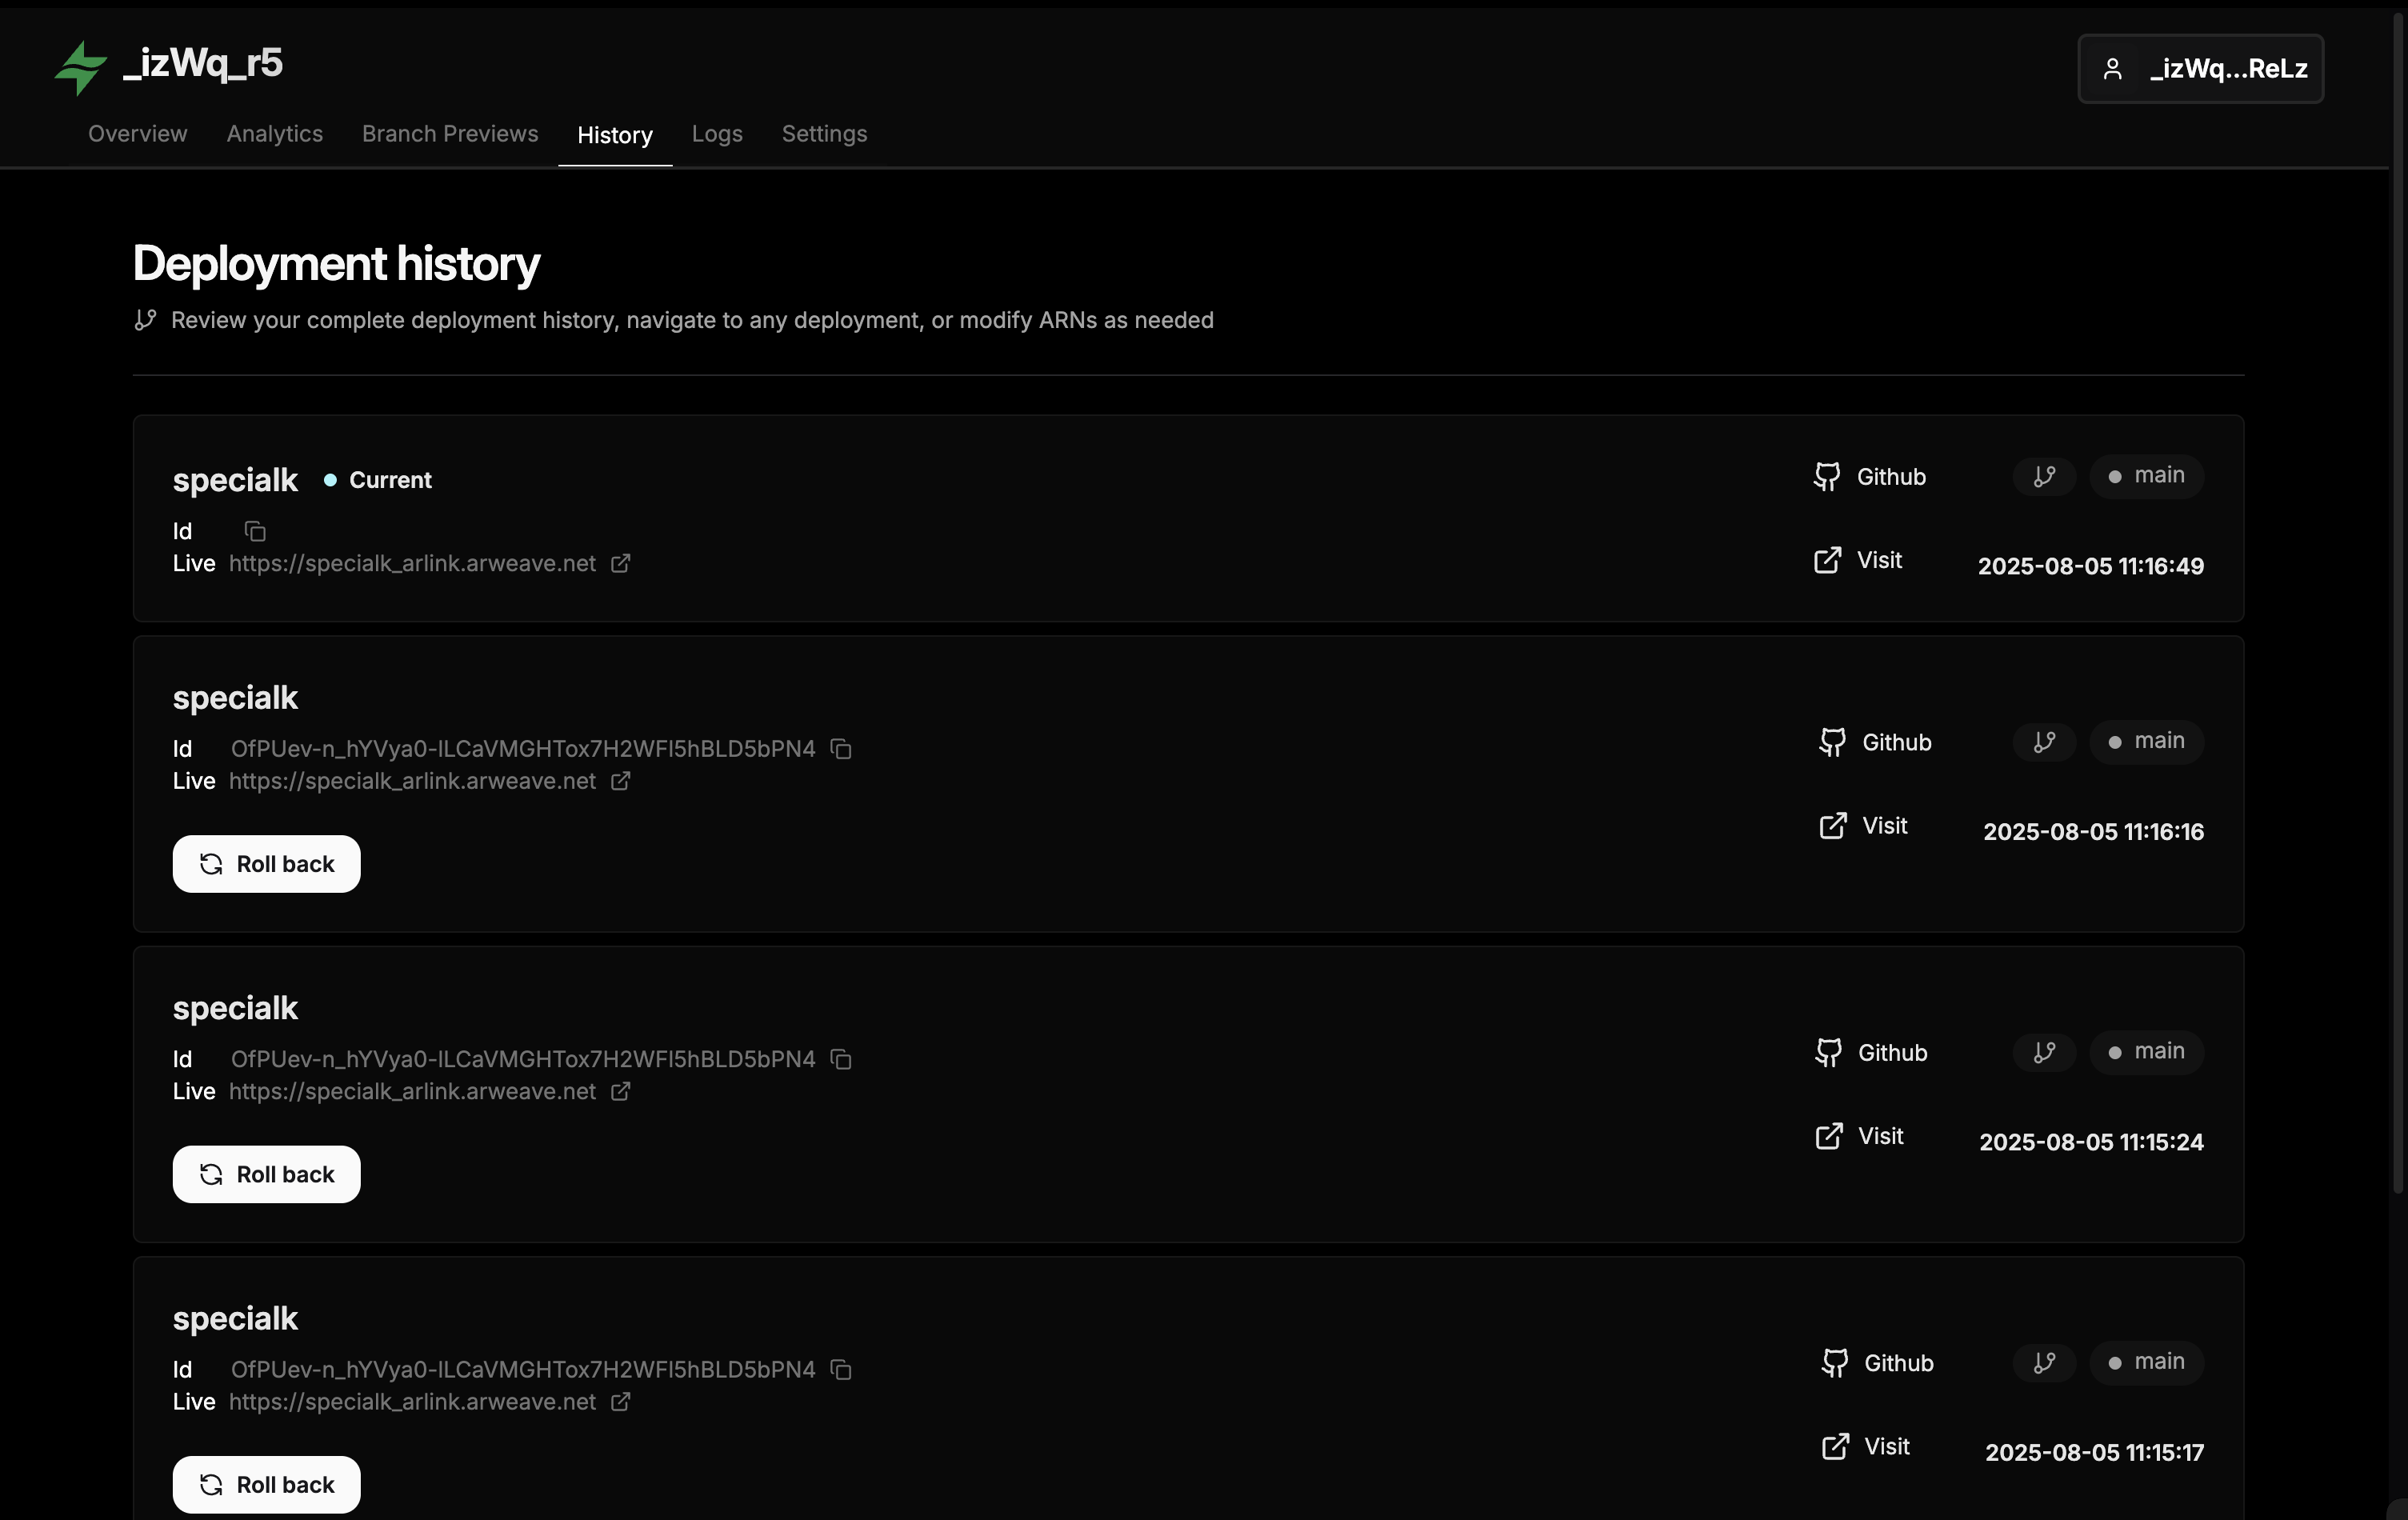 _izWq_r5
_izWq...ReLz
Overview Analytics Branch Previews History Logs Settings
Deployment history
Review your complete deployment history, navigate to any deployment, or modify ARNs as needed
specialk Current
Github main
Id
Live https://specialk_arlink.arweave.net
Visit 2025-08-05 11:16:49
specialk
Id OfPUev-n_hYVya0-lLCaVMGHTox7H2WFI5hBLD5bPN4
Github main
Live https://specialk_arlink.arweave.net
Visit 2025-08-05 11:16:16
Roll back
specialk
Id OfPUev-n_hYVya0-lLCaVMGHTox7H2WFI5hBLD5bPN4
Github main
Live https://specialk_arlink.arweave.net
Visit 2025-08-05 11:15:24
Roll back
specialk
Id OfPUev-n_hYVya0-lLCaVMGHTox7H2WFI5hBLD5bPN4
Github main
Live https://specialk_arlink.arweave.net
Visit 2025-08-05 11:15:17
Roll back